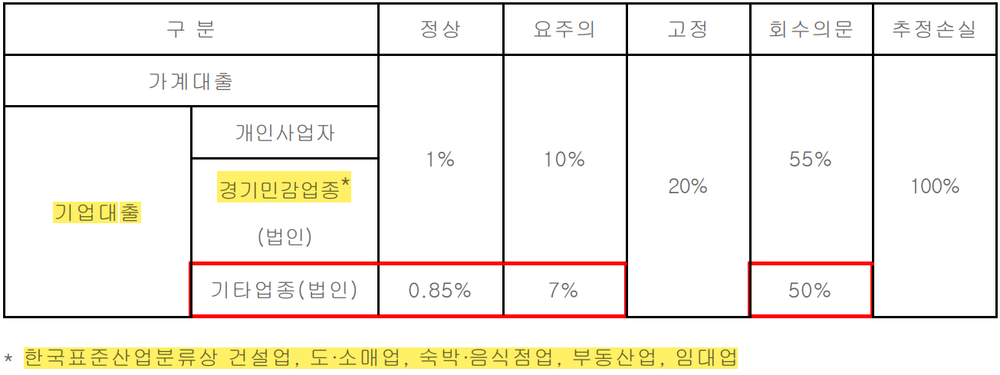 구 분 정상 요주의 고정 회수의문 추정손실
가계대출
개인사업자
1% 10% 55%
경기민감업종*
20% 100%
기업대출
(법인)
기타업종(법인) 0.85% 7% 50%
* 한국표준산업분류상 건설업, 도·소매업, 숙박·음식점업, 부동산업, 임대업